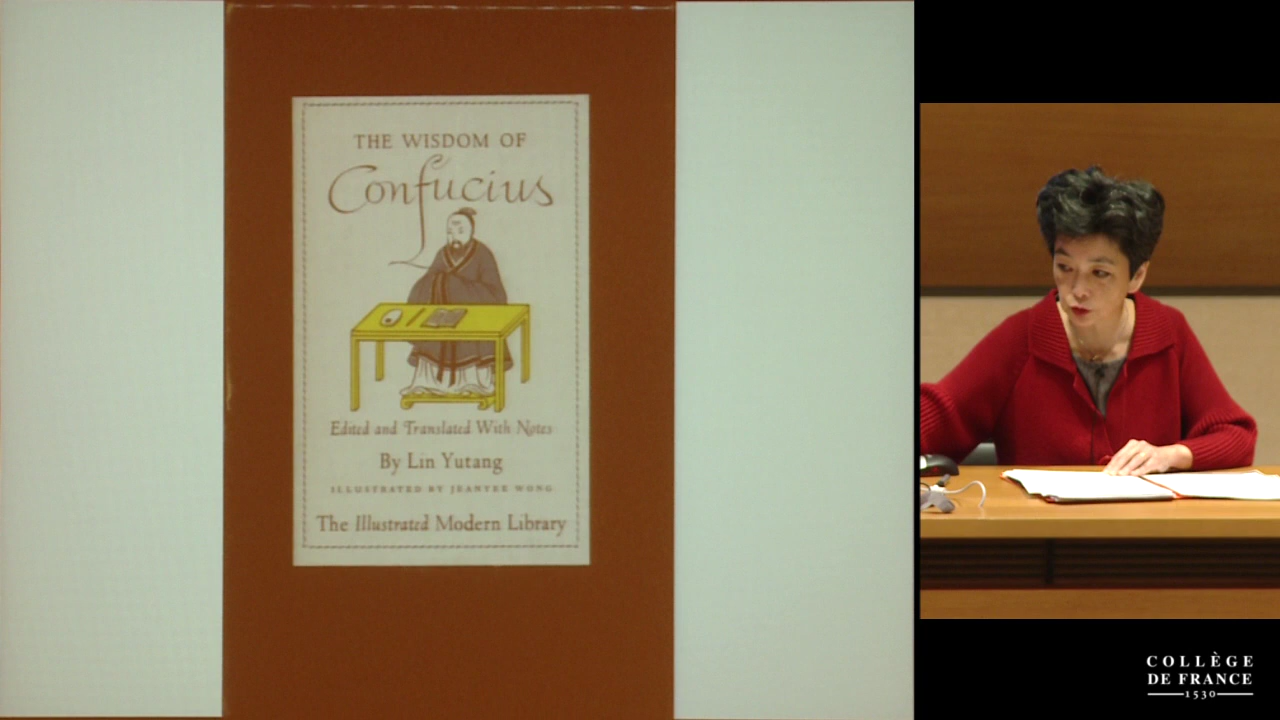 THE WISDOM OF
Confucius
Edited and Translated With Notes
By Lin Yutang
ILLUSTRATED BY JEANYEE WONG
The Illustrated Modern Library
COLLÈGE
DE FRANCE
1530